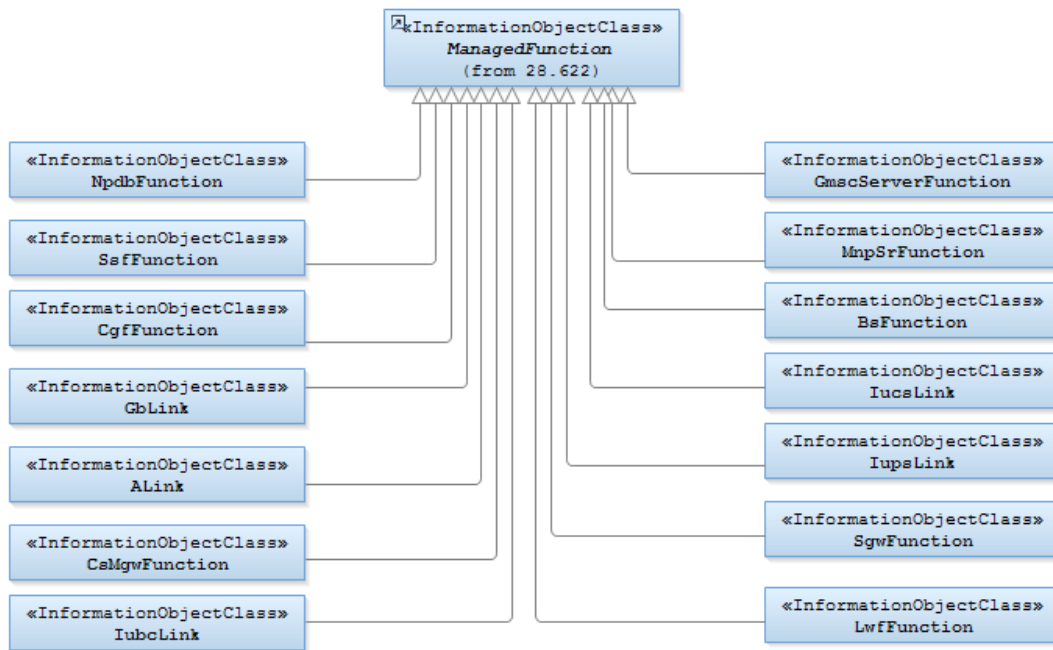 «InformationObjectClass»
ManagedFunction
(from 28.622)
«InformationObjectClass»
NpdbFunction
«InformationObjectClass»
SsfFunction
«InformationObjectClass»
CgfFunction
«InformationObjectClass»
GbLink
«InformationObjectClass»
ALink
«InformationObjectClass»
CsMgwFunction
«InformationObjectClass»
IubcLink
«InformationObjectClass»
GmscServerFunction
«InformationObjectClass»
MnpSrFunction
«InformationObjectClass»
BsFunction
«InformationObjectClass»
IucsLink
«InformationObjectClass»
IupsLink
«InformationObjectClass»
SgwFunction
«InformationObjectClass»
LwfFunction